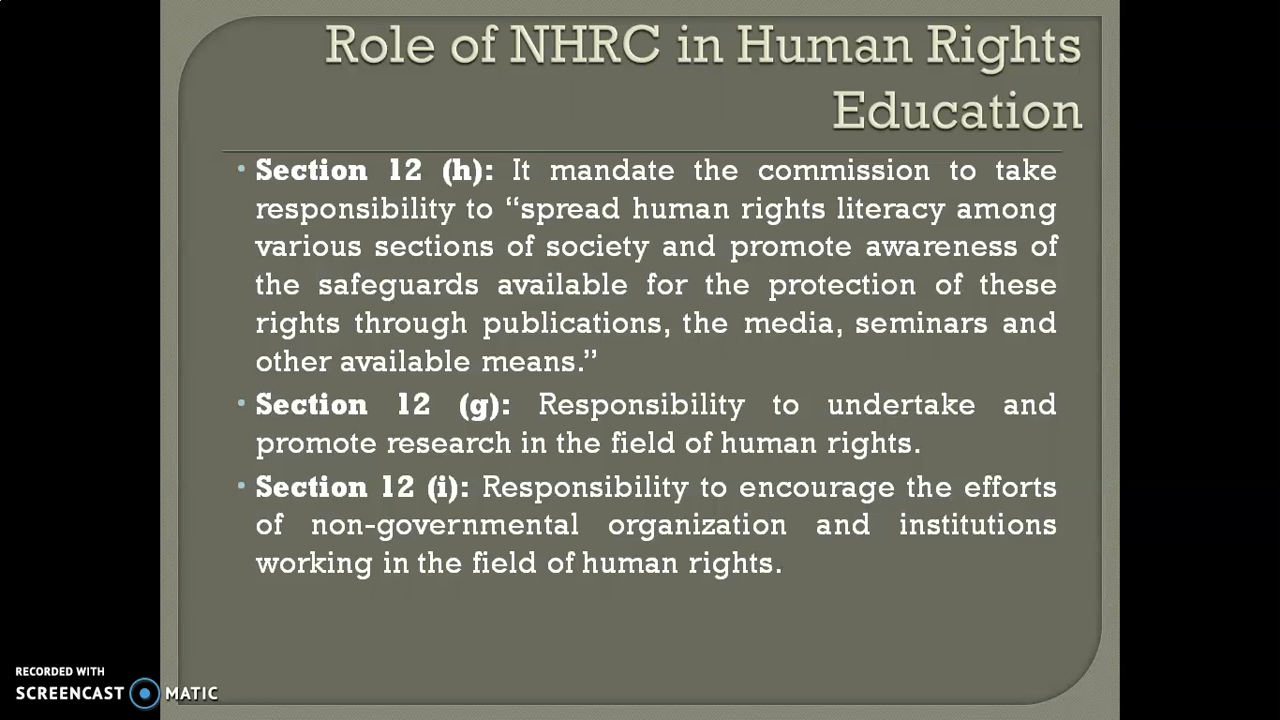 Role of NHRC in Human Rights
Education
• Section 12 (h): It mandate the commission to take
responsibility to “spread human rights literacy among
various sections of society and promote awareness of
the safeguards available for the protection of these
rights through publications, the media, seminars and
other available means.”
• Section 12 (g): Responsibility to undertake and
promote research in the field of human rights.
• Section 12 (i): Responsibility to encourage the efforts
of non-governmental organization and institutions
working in the field of human rights.
RECORDED WITH
SCREENCAST MATIC